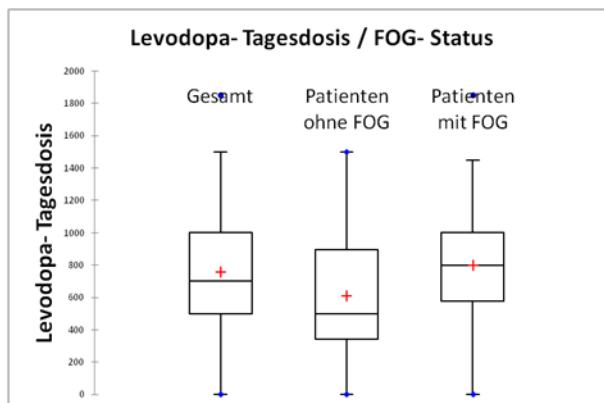 Levodopa- Tagesdosis / FOG- Status
Levodopa- Tagesdosis
2000
1800
1600
1400
1200
1000
800
600
400
200
0
Gesamt
Patienten
ohne FOG
Patienten
mit FOG